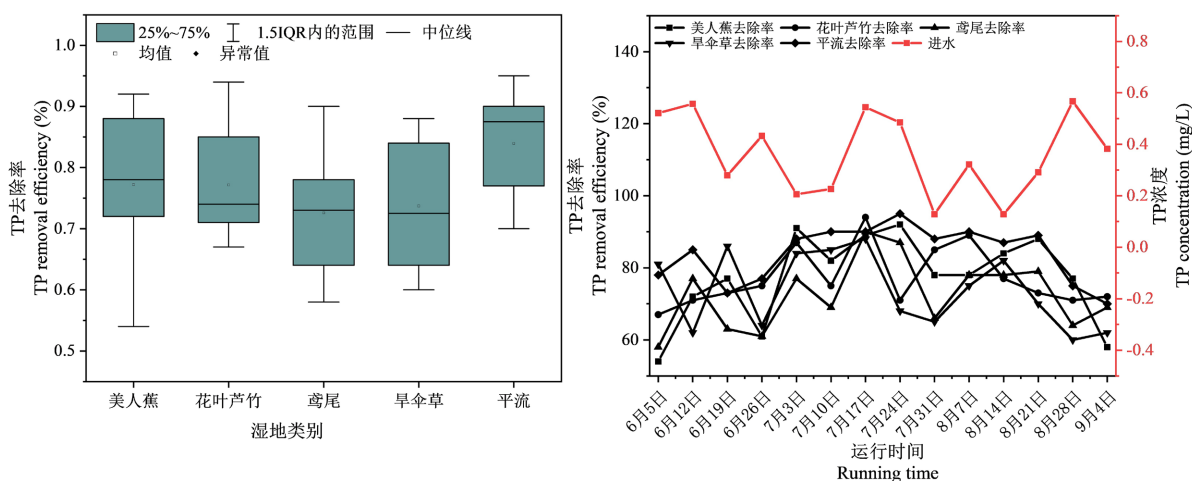 25%~75%
1.5IQR内的范围
中位线
均值
异常值
1.0
0.9
0.8
0.7
0.6
0.5
TP去除率
TP removal efficiency (%)
美人蕉
花叶芦竹
鸢尾
旱伞草
平流
湿地类别
美人蕉去除率
花叶芦竹去除率
鸢尾去除率
旱伞草去除率
平流去除率
进水
140
120
100
80
60
TP去除率
TP removal efficiency (%)
0.8
0.6
0.4
0.2
0.0
-0.2
-0.4
TP浓度
TP concentration (mg/L)
6月5日
6月12日
6月19日
6月26日
7月3日
7月10日
7月17日
7月24日
7月31日
8月7日
8月14日
8月21日
8月28日
9月4日
运行时间
Running time